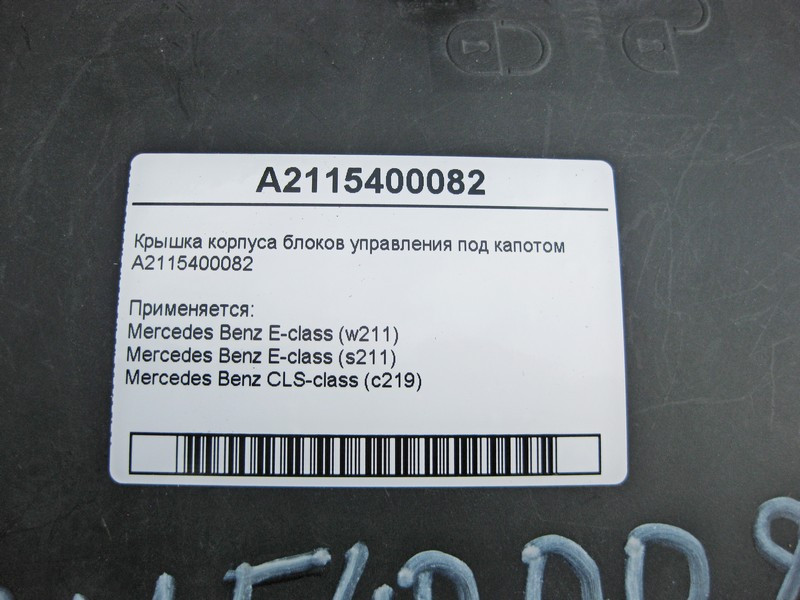 A2115400082
Крышка корпуса блоков управления под капотом
A2115400082
Применяется:
Mercedes Benz E-class (w211)
Mercedes Benz E-class (s211)
Mercedes Benz CLS-class (c219)